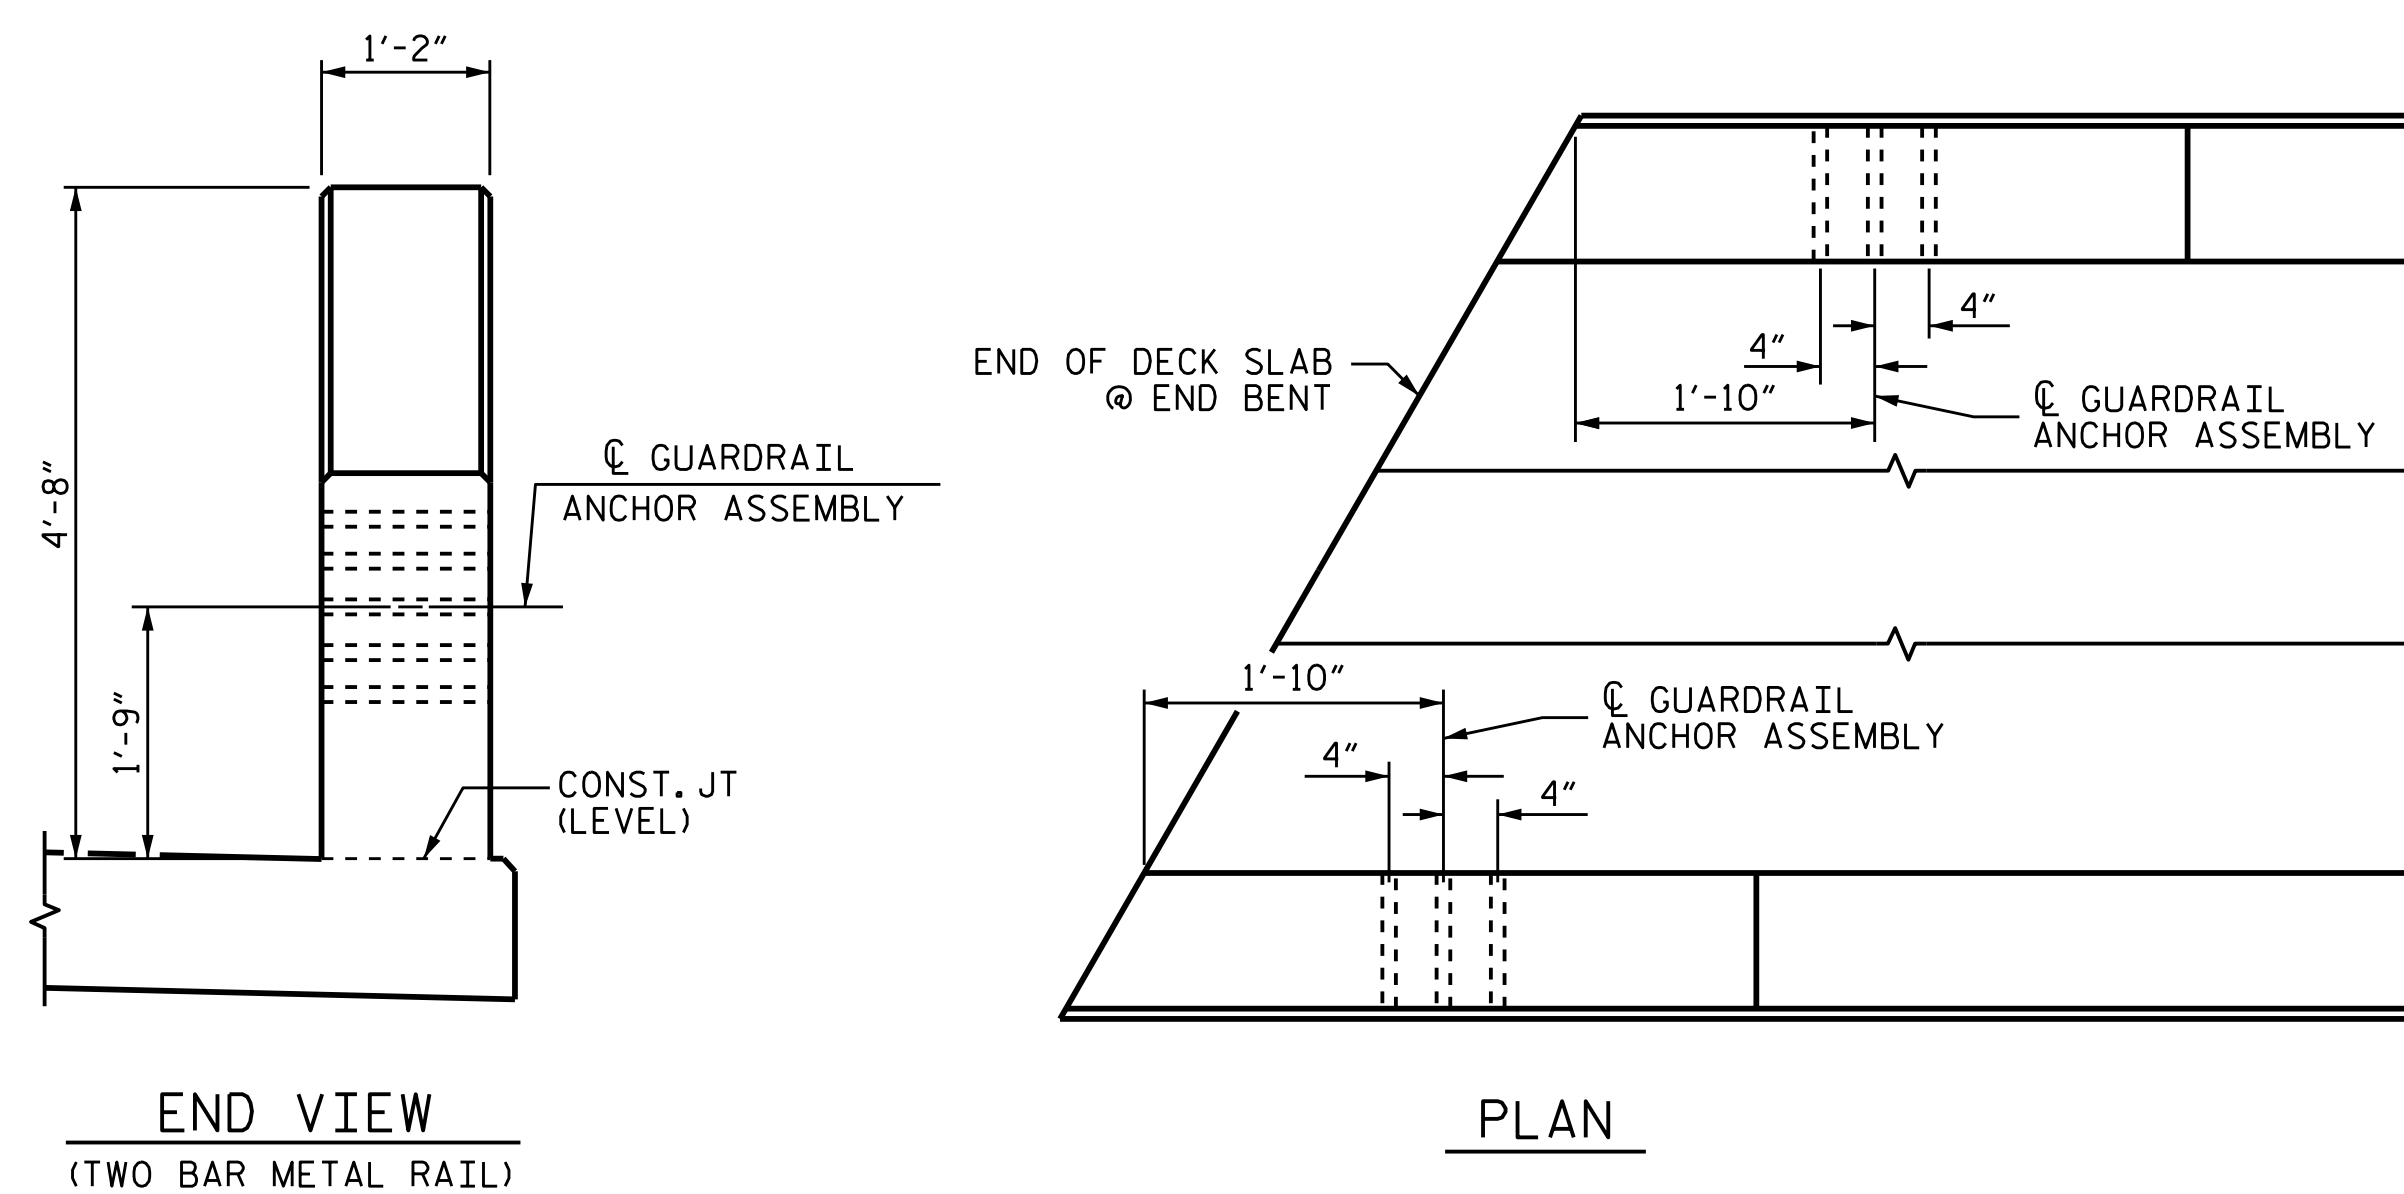 1'-2"
4'-8"
℄ GUARDRAIL
ANCHOR ASSEMBLY
1'-9"
CONST. JT
(LEVEL)
END VIEW
(TWO BAR METAL RAIL)
END OF DECK SLAB
@ END BENT
4"
4"
1'-10"
℄ GUARDRAIL
ANCHOR ASSEMBLY
1'-10"
℄ GUARDRAIL
ANCHOR ASSEMBLY
4"
4"
PLAN